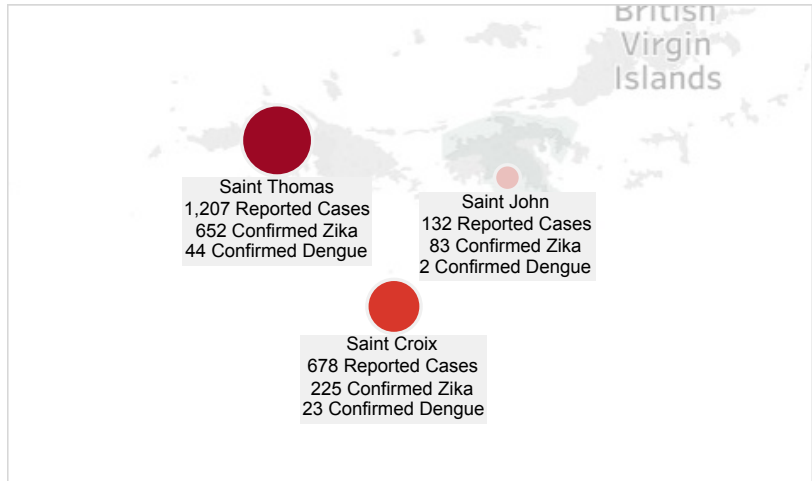 British
Virgin
Islands
Saint Thomas
1,207 Reported Cases
652 Confirmed Zika
44 Confirmed Dengue
Saint John
132 Reported Cases
83 Confirmed Zika
2 Confirmed Dengue
Saint Croix
678 Reported Cases
225 Confirmed Zika
23 Confirmed Dengue